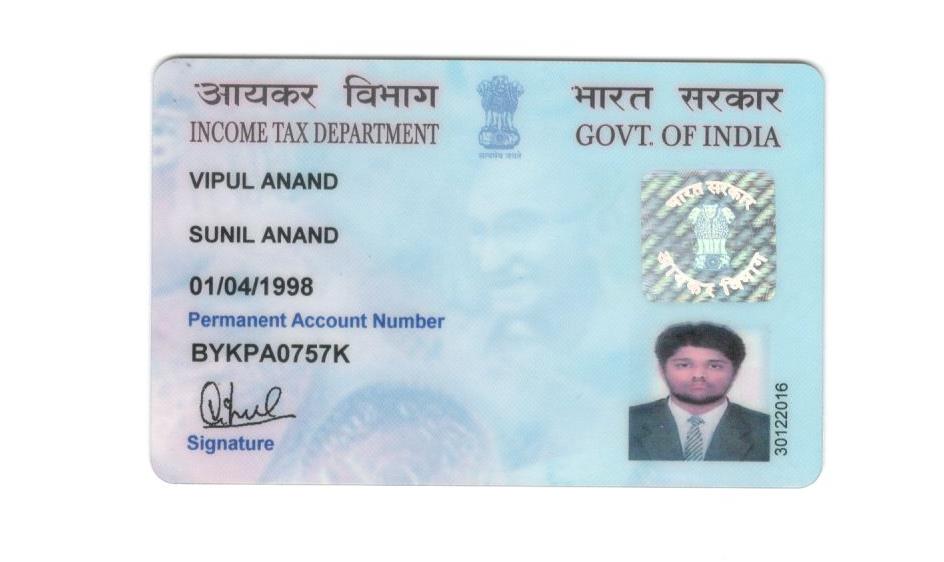 आयकर विभाग
INCOME TAX DEPARTMENT
सत्यमेव जयते
भारत सरकार
GOVT. OF INDIA
VIPUL ANAND
SUNIL ANAND
01/04/1998
Permanent Account Number
BYKPA0757K
Vipul
Signature
भारत सरकार
आयकर विभाग
30122016